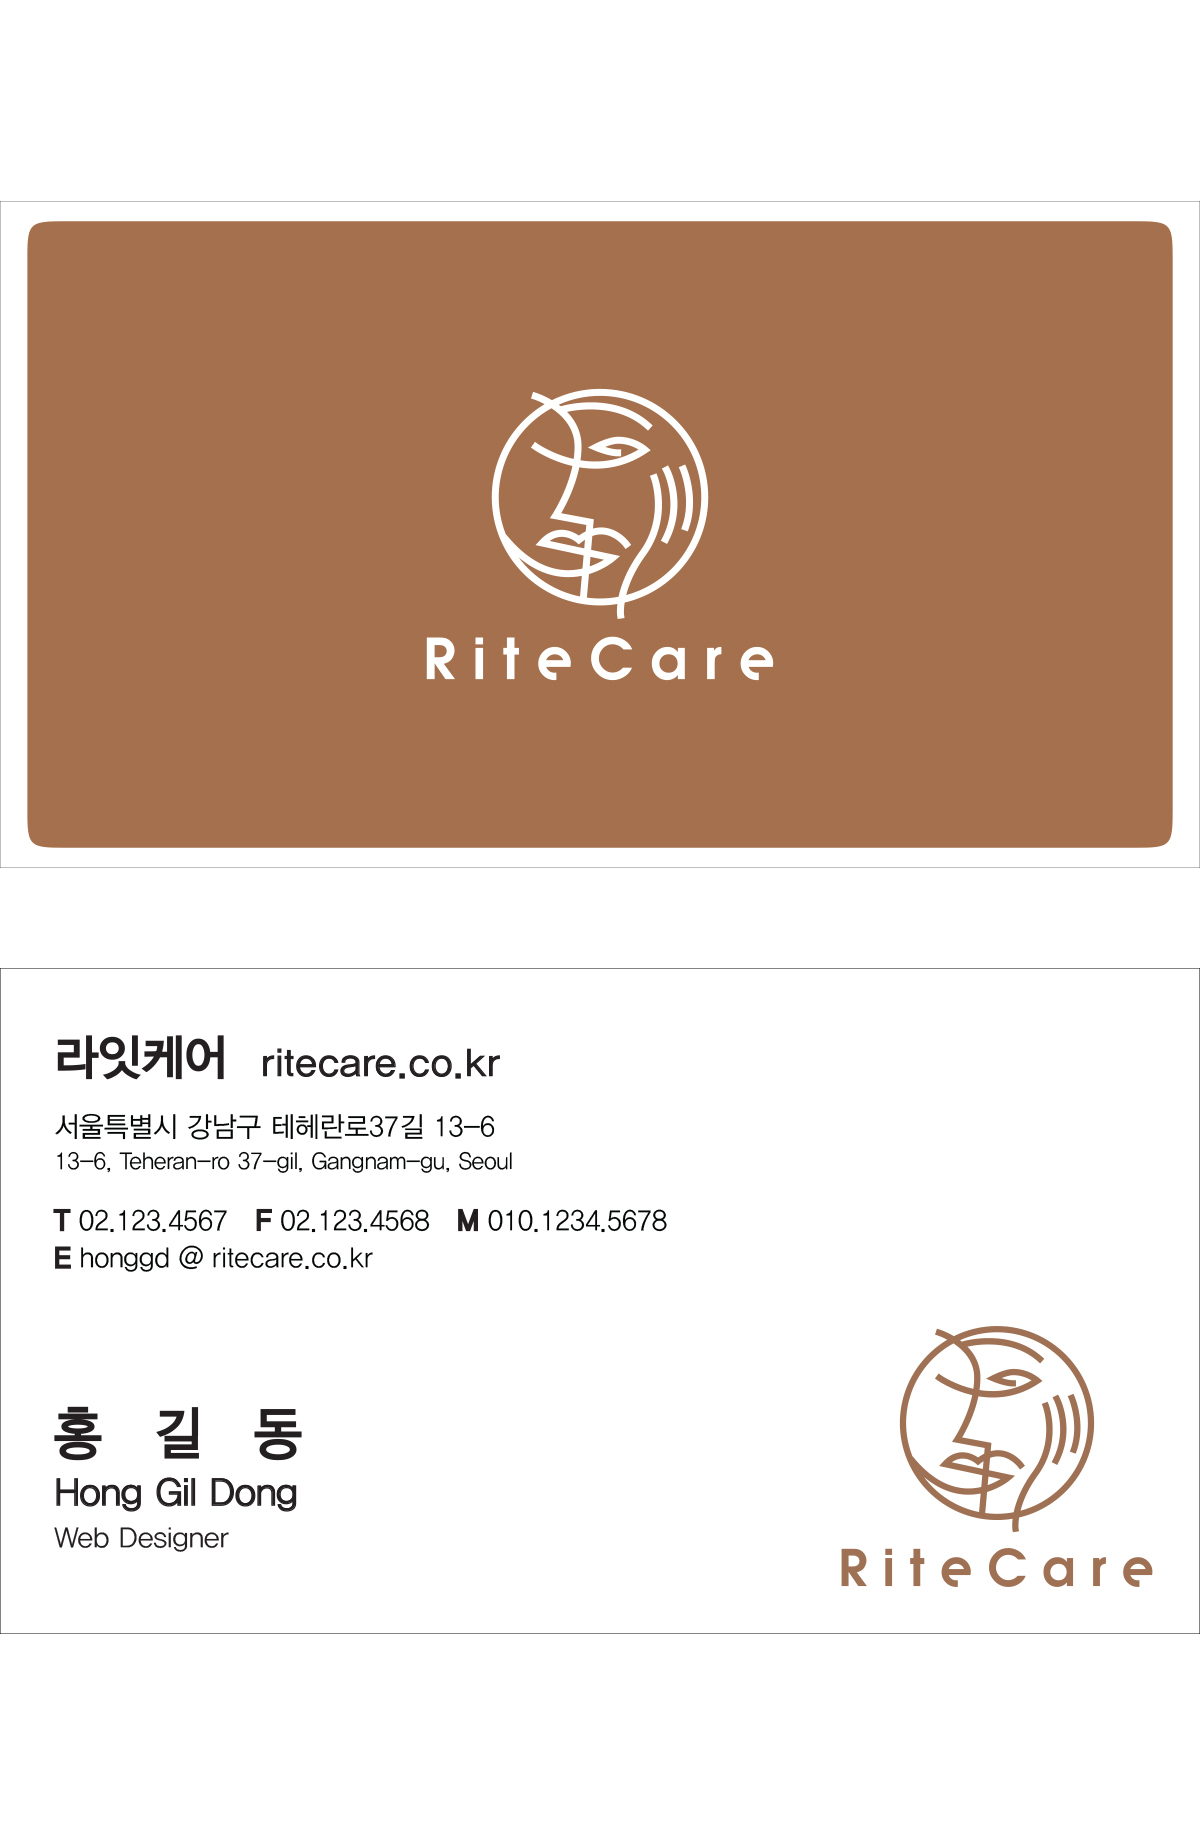 RiteCare
라잇케어 ritecare.co.kr
서울특별시 강남구 테헤란로37길 13-6
13-6, Teheran-ro 37-gil, Gangnam-gu, Seoul
T 02.123.4567 F 02.123.4568 M 010.1234.5678
E honggd @ ritecare.co.kr
홍 길 동
Hong Gil Dong
Web Designer
RiteCare